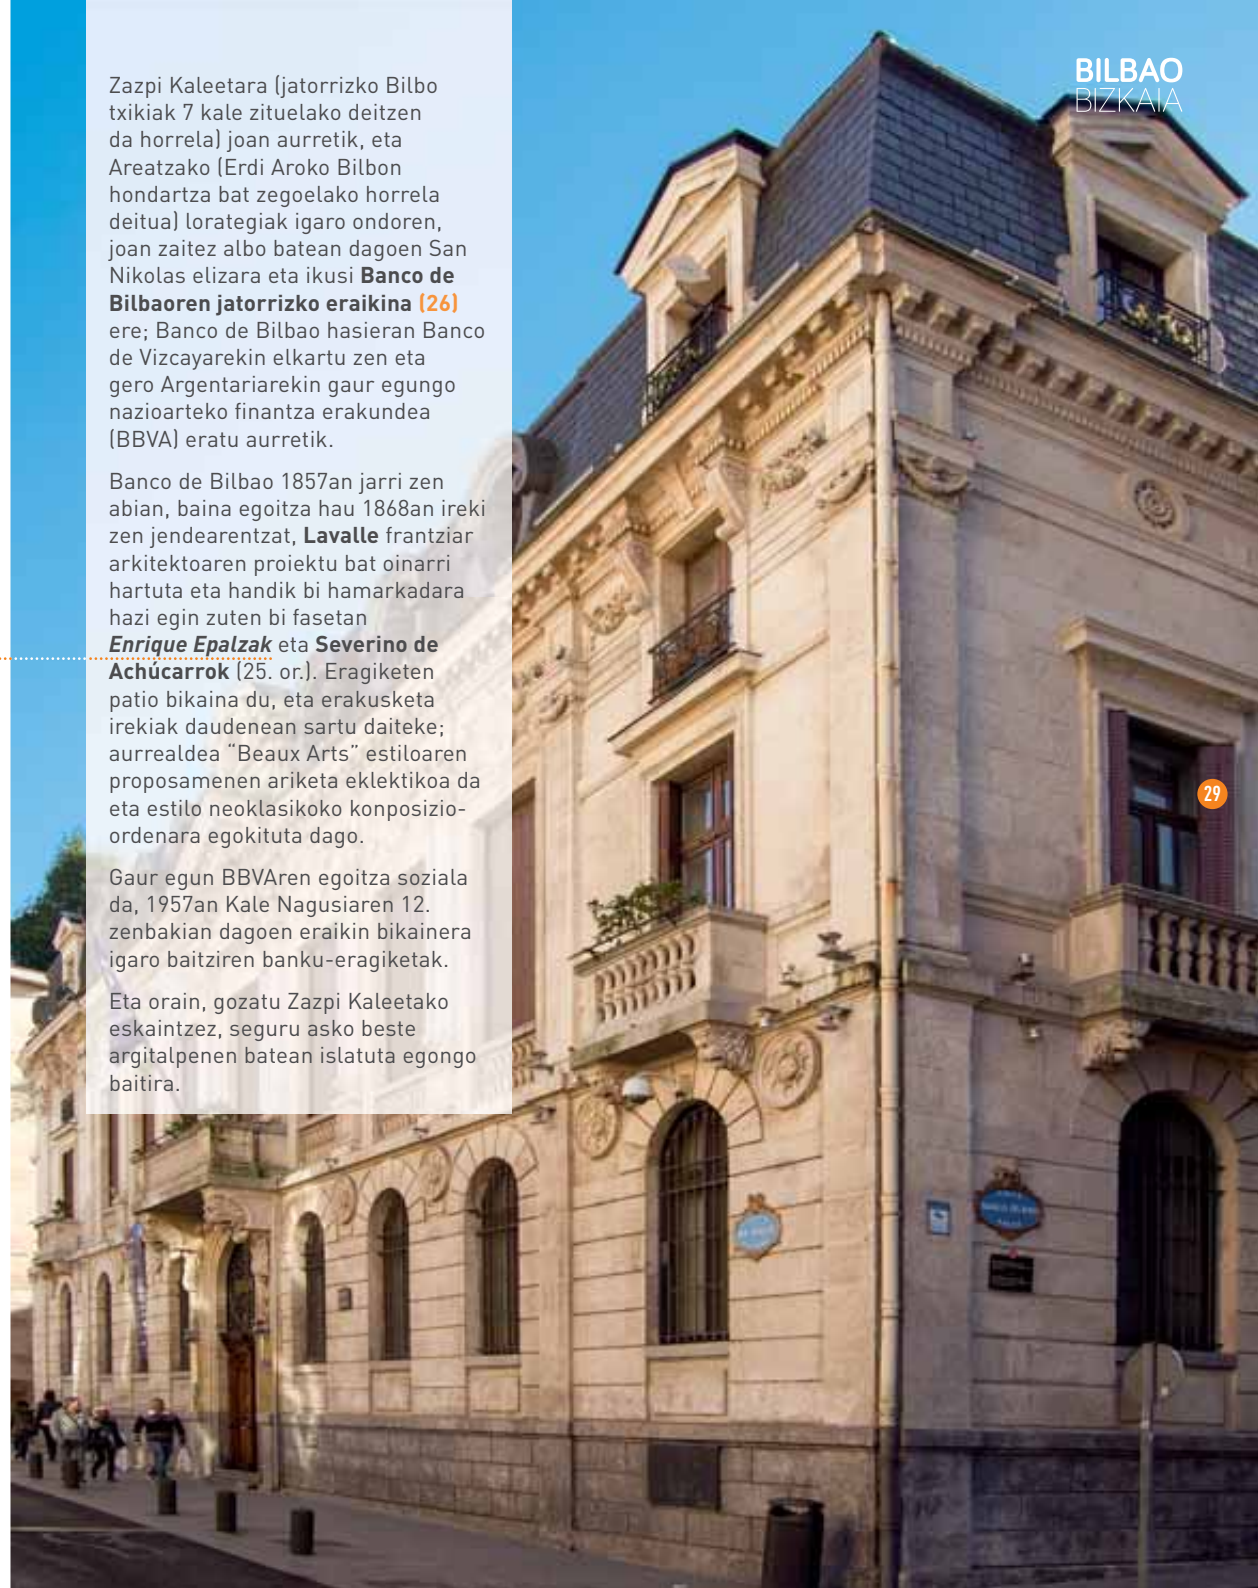 Zazpi Kaleetara (jatorrizko Bilbo
txikiak 7 kale zituelako deitzen
da horrela) joan aurretik, eta
Areatzako (Erdi Aroko Bilbon
hondartza bat zegoelako horrela
deitua) lorategiak igaro ondoren,
joan zaitez albo batean dagoen San
Nikolas elizara eta ikusi Banco de
Bilbaoren jatorrizko eraikina (26)
ere; Banco de Bilbao hasieran Banco
de Vizcayarekin elkartu zen eta
gero Argentariarekin gaur egungo
nazioarteko finantza erakundea
(BBVA) eratu aurretik.
Banco de Bilbao 1857an jarri zen
abian, baina egoitza hau 1868an ireki
zen jendearentzat, Lavalle frantziar
arkitektoaren proiektu bat oinarri
hartuta eta handik bi hamarkadara
hazi egin zuten bi fasetan
Enrique Epalzak eta Severino de
Achúcarrok (25. or.). Eragiketen
patio bikaina du, eta erakusketa
irekiak daudenean sartu daiteke;
aurrealdea “Beaux Arts” estiloaren
proposamenen ariketa eklektikoa da
eta estilo neoklasikoko konposizio-
ordenara egokituta dago.
Gaur egun BBVAren egoitza soziala
da, 1957an Kale Nagusiaren 12.
zenbakian dagoen eraikin bikainera
igaro baitziren banku-eragiketak.
Eta orain, gozatu Zazpi Kaleetako
eskaintzez, seguru asko beste
argitalpenen batean islatuta egongo
baitira.
BILBAO
BIZKAIA
29